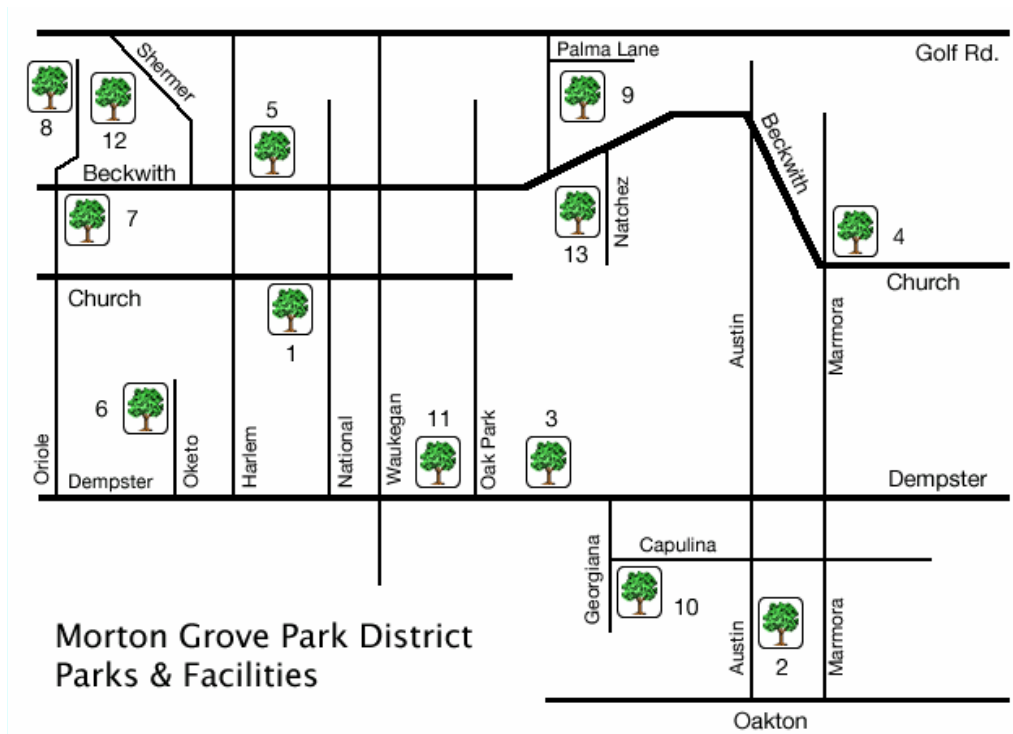 Golf Rd.
Palma Lane
Shermer
9
5
8
12
Beckwith
Beckwith
7
Natchez
13
4
Church
Church
1
Austin
Marmora
6
11
3
Oriole
Oketo
Harlem
National
Waukegan
Oak Park
Dempster
Dempster
Capulina
Georgiana
10
Austin
2
Marmora
Morton Grove Park District
Parks & Facilities
Oakton